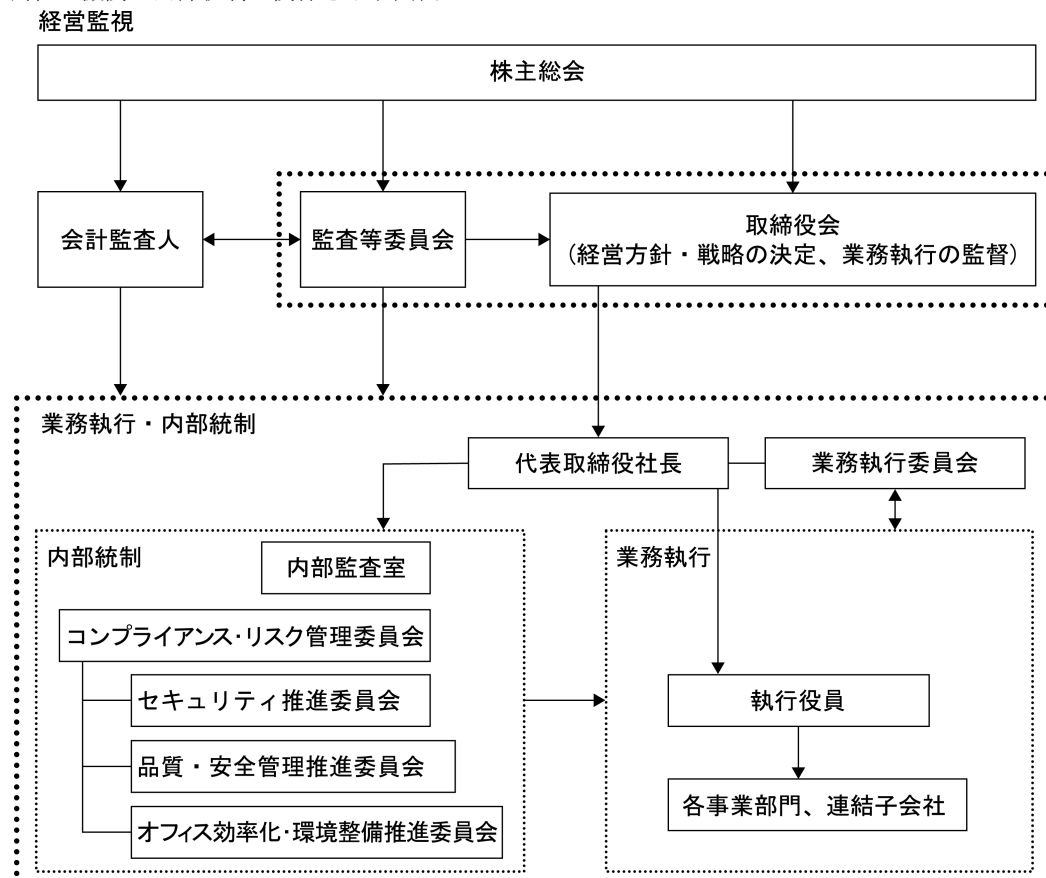 経営監視
株主総会
会計監査人
監査等委員会
取締役会
(経営方針・戦略の決定、業務執行の監督)
業務執行・内部統制
代表取締役社長
業務執行委員会
内部統制
内部監査室
コンプライアンス・リスク管理委員会
セキュリティ推進委員会
品質・安全管理推進委員会
オフィス効率化・環境整備推進委員会
業務執行
執行役員
各事業部門、連結子会社